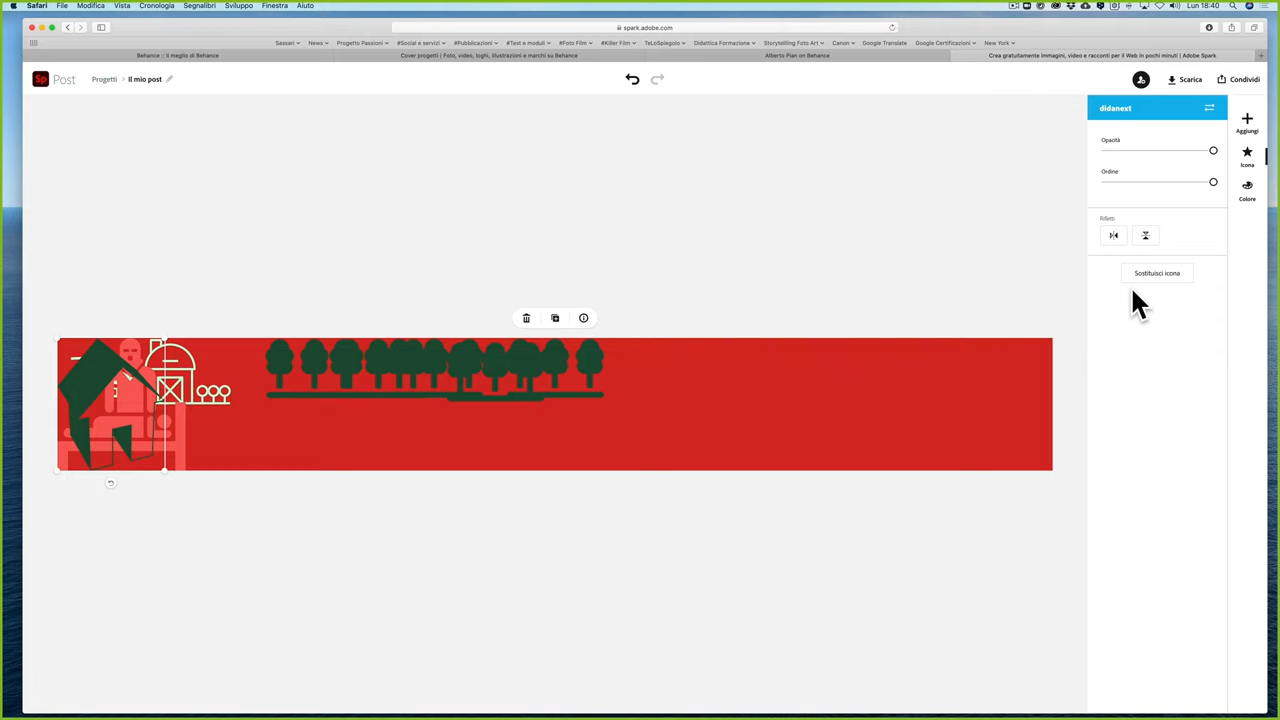 Safari File Modifica Vista Cronologia Segnalibri Sviluppo Finestra Aiuto Lun 18:40
spark.adobe.com
Sassari News Progetto Passioni #Social e servizi #Pubblicazioni #Test e moduli #Foto Film #Killer Film TeLoSpiegolo Didattica Formazione Storytelling Foto Art Canon Google Translate Google Certificazioni New York
Behance :: Il meglio di Behance Cover progetti | Foto, video, loghi, illustrazioni e marchi su Behance Alberto Pian on Behance Crea gratuitamente immagini, video e racconti per il Web in pochi minuti | Adobe Spark
Sp Post Progetti Il mio post Scarica Condividi
didanext
Aggiungi
Opacità
Icona
Ordine
Colore
Rifletti
Sostituisci icona